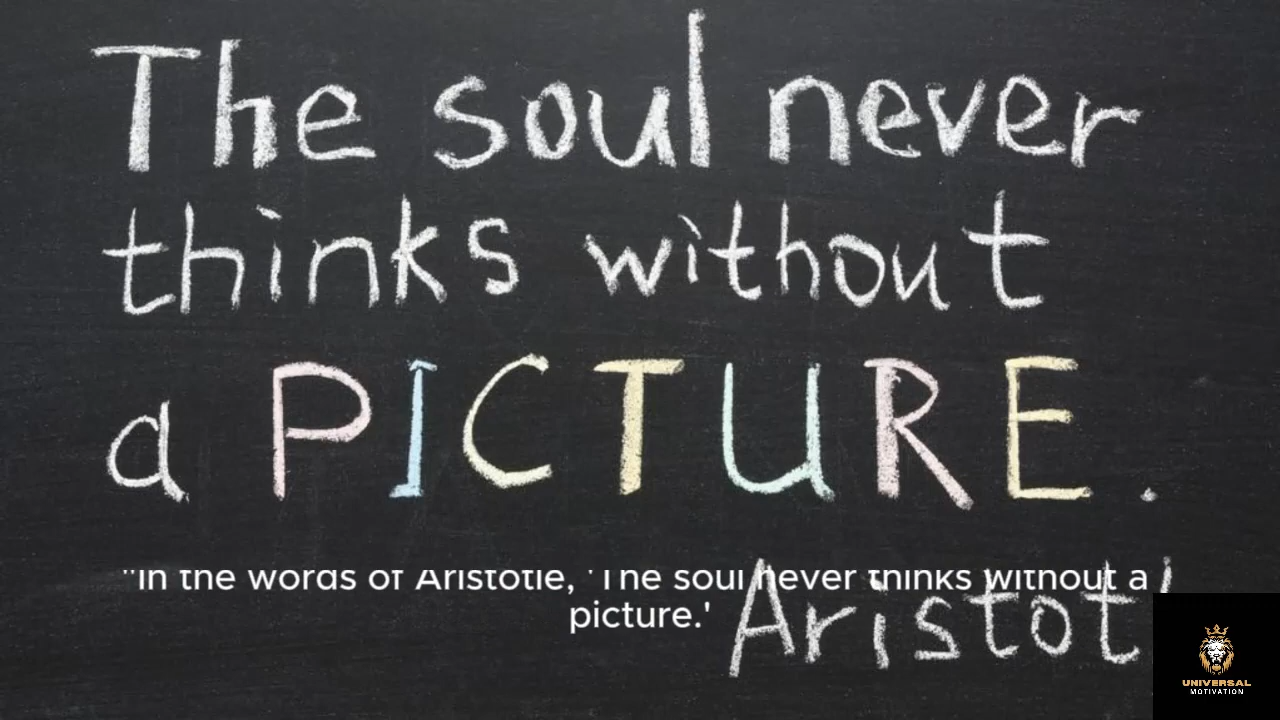 The soul never
thinks without
a PICTURE.
"In the words of Aristotle, 'The soul never thinks without a
picture.'
Aristotl
UNIVERSAL
MOTIVATION